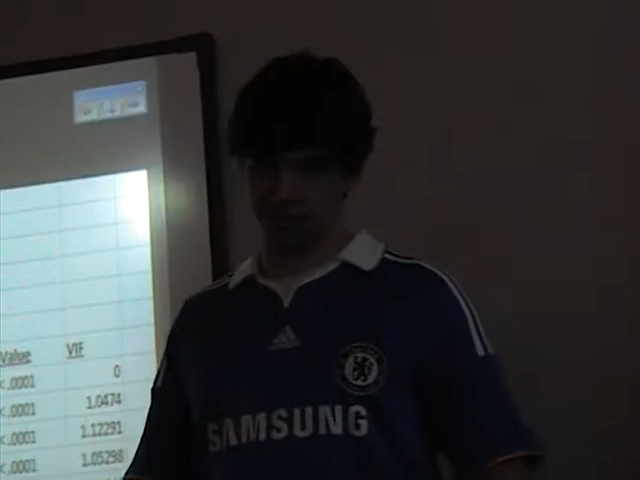 Value VIF
<.0001 0
<.0001 1.0474
<.0001 1.12291
<.0001 1.05298
SAMSUNG